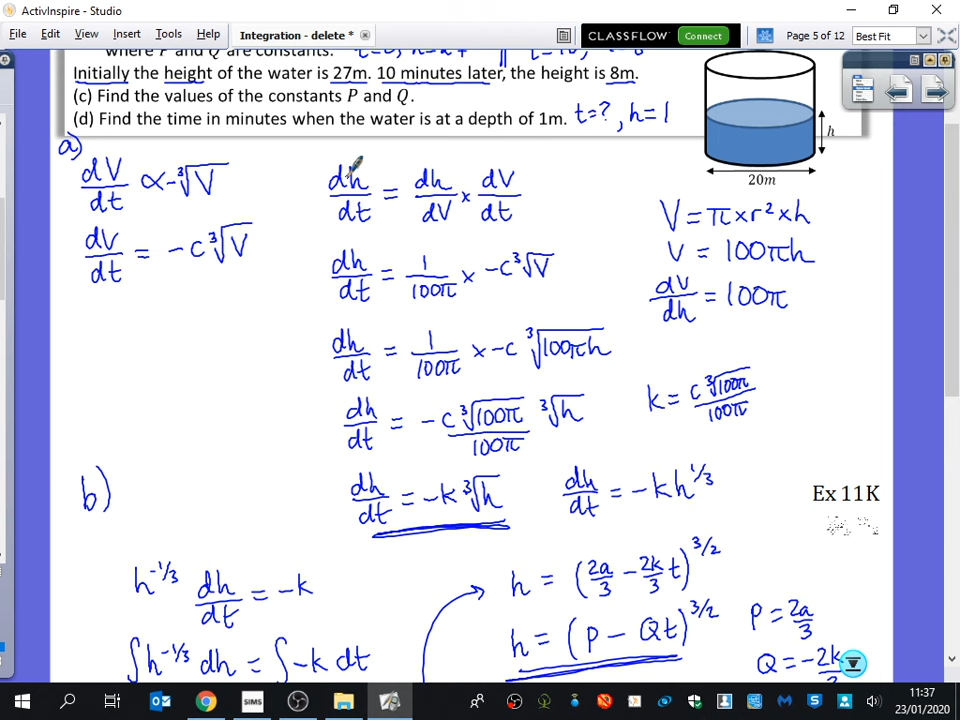 ActivInspire
File Edit View Insert Tools Help
Integration - delete *
CLASSFLOW Connect
Page 5 of 12
Best Fit
where P and Q are constants.
Initially the height of the water is 27m. 10 minutes later, the height is 8m.
(c) Find the values of the constants P and Q.
(d) Find the time in minutes when the water is at a depth of 1m. t=?, h=1
h
20m
a)
dV/dt ∝ -∛V
dV/dt = -c∛V
dh/dt = dh/dV × dV/dt
dh/dt = 1/100π × -c∛V
dh/dt = 1/100π × -c ∛100πh
dh/dt = -c∛100π/100π ∛h
dh/dt = -k∛h
dh/dt = -kh^1/3
V = π×r²×h
V = 100πh
dV/dh = 100π
k = c∛100π/100π
Ex 11K
b)
h^-1/3 dh/dt = -k
∫h^-1/3 dh = ∫-k dt
h = (2a/3 - 2k/3 t)^3/2
h = (P - Qt)^3/2
P = 2a/3
SIMS
11:37
23/01/2020